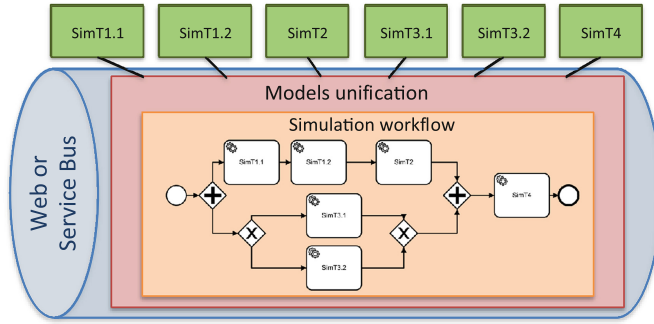 SimT1.1
SimT1.2
SimT2
SimT3.1
SimT3.2
SimT4
Models unification
Simulation workflow
Web or
Service Bus
SimT1.1
SimT1.2
SimT2
SimT3.1
SimT3.2
SimT4